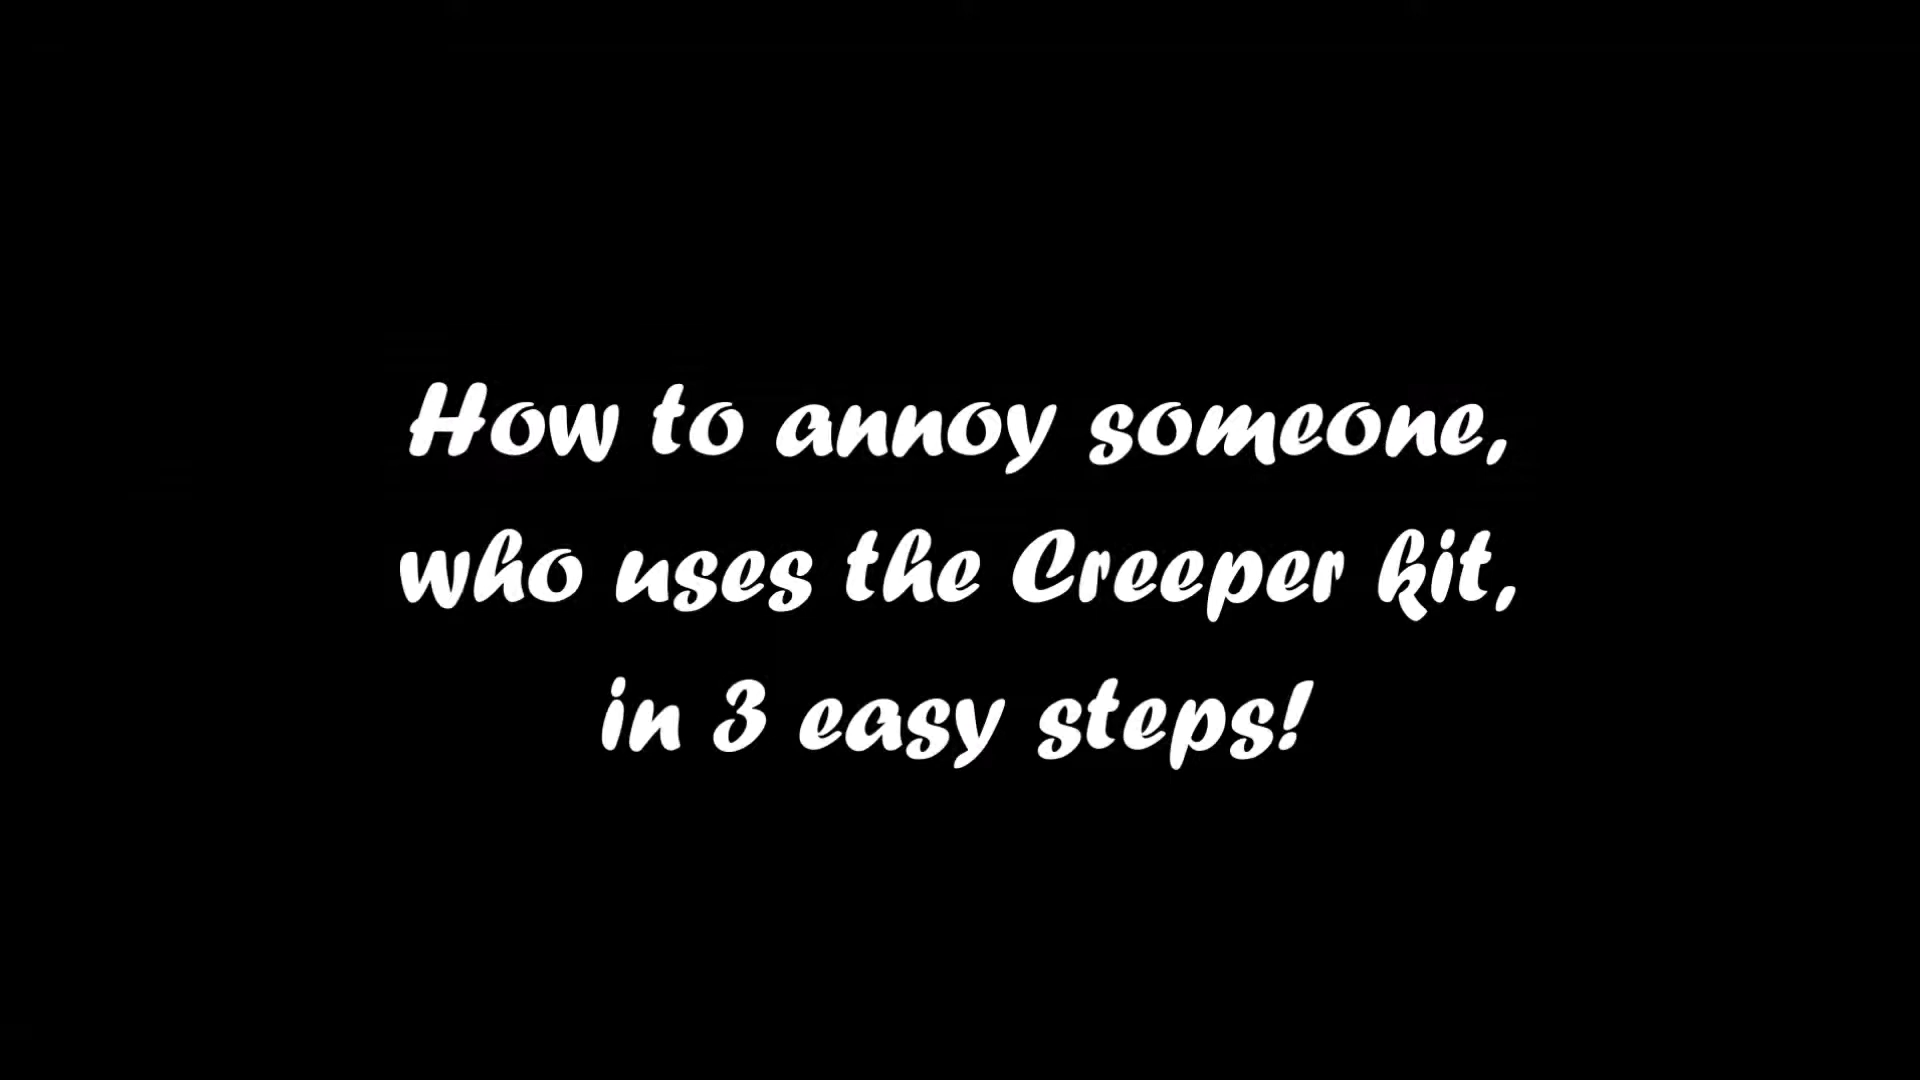 How to annoy someone,
who uses the Creeper kit,
in 3 easy steps!